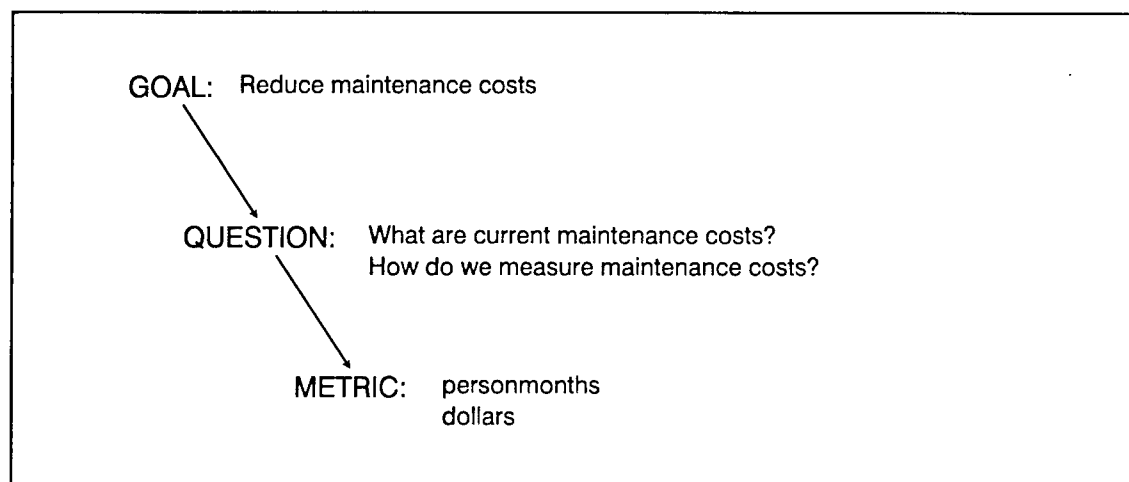 GOAL: Reduce maintenance costs
QUESTION: What are current maintenance costs?
How do we measure maintenance costs?
METRIC: personmonths
dollars